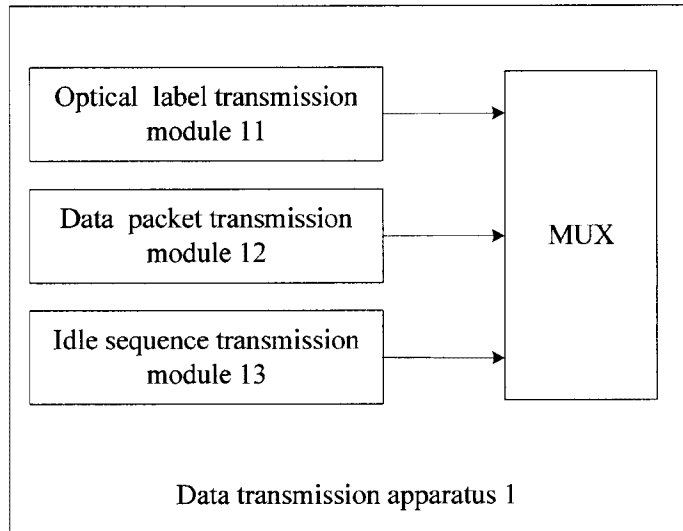 Optical label transmission
module 11
Data packet transmission
module 12
Idle sequence transmission
module 13
MUX
Data transmission apparatus 1